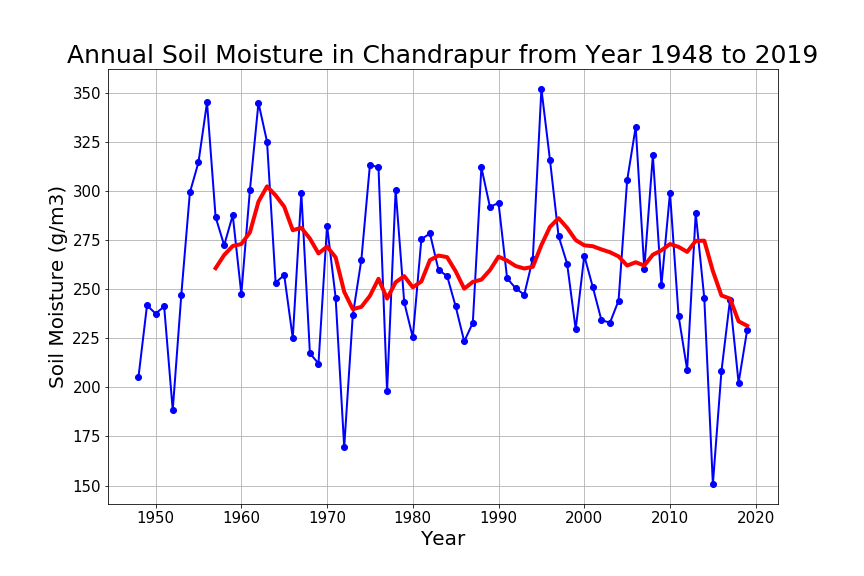 Annual Soil Moisture in Chandrapur from Year 1948 to 2019
Soil Moisture (g/m3)
350
325
300
275
250
225
200
175
150
1950 1960 1970 1980 1990 2000 2010 2020
Year